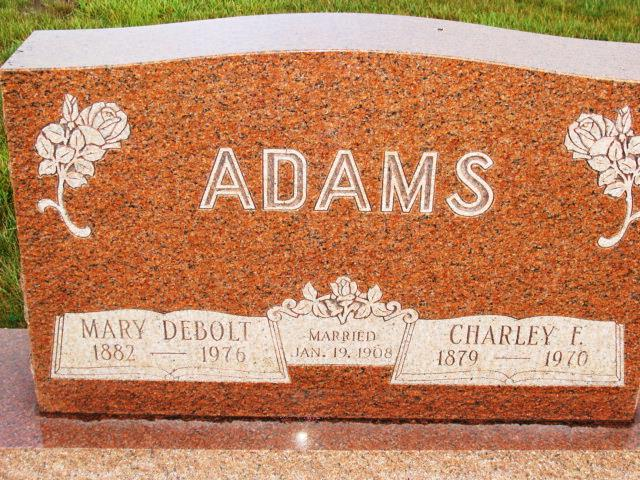 ADAMS
MARY DEBOLT
1882 — 1976
MARRIED
JAN. 19, 1908
CHARLEY F.
1879 — 1970